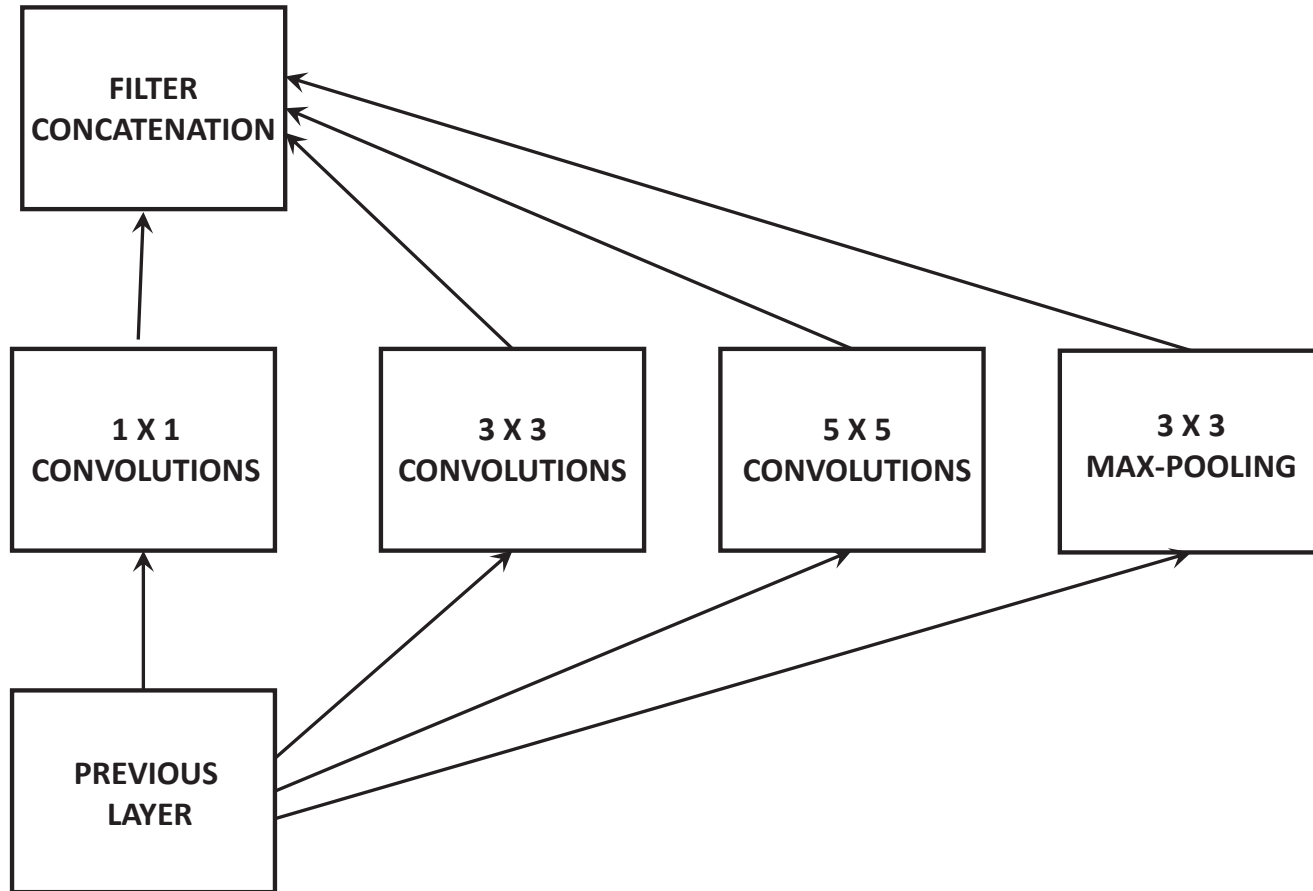 FILTER
CONCATENATION
1 X 1
CONVOLUTIONS
3 X 3
CONVOLUTIONS
5 X 5
CONVOLUTIONS
3 X 3
MAX-POOLING
PREVIOUS
LAYER